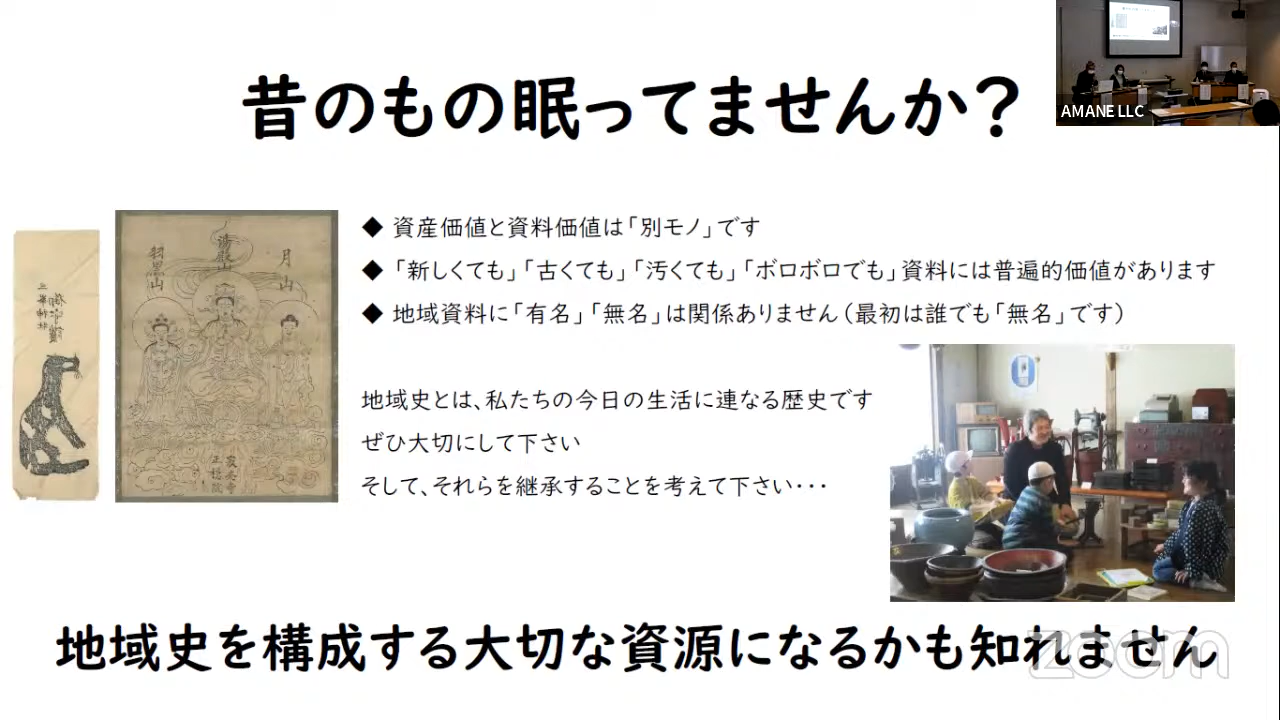 昔のもの眠ってませんか?
AMANE LLC
◆ 資産価値と資料価値は「別モノ」です
◆ 「新しくても」「古くても」「汚くても」「ボロボロでも」資料には普遍的価値があります
◆ 地域資料に「有名」「無名」は関係ありません(最初は誰でも「無名」です)
月山
湯殿山
羽黒山
三峯神社
地域史とは、私たちの今日の生活に連なる歴史です
ぜひ大切にして下さい
そして、それらを継承することを考えて下さい・・・
地域史を構成する大切な資源になるかも知れません
zoom